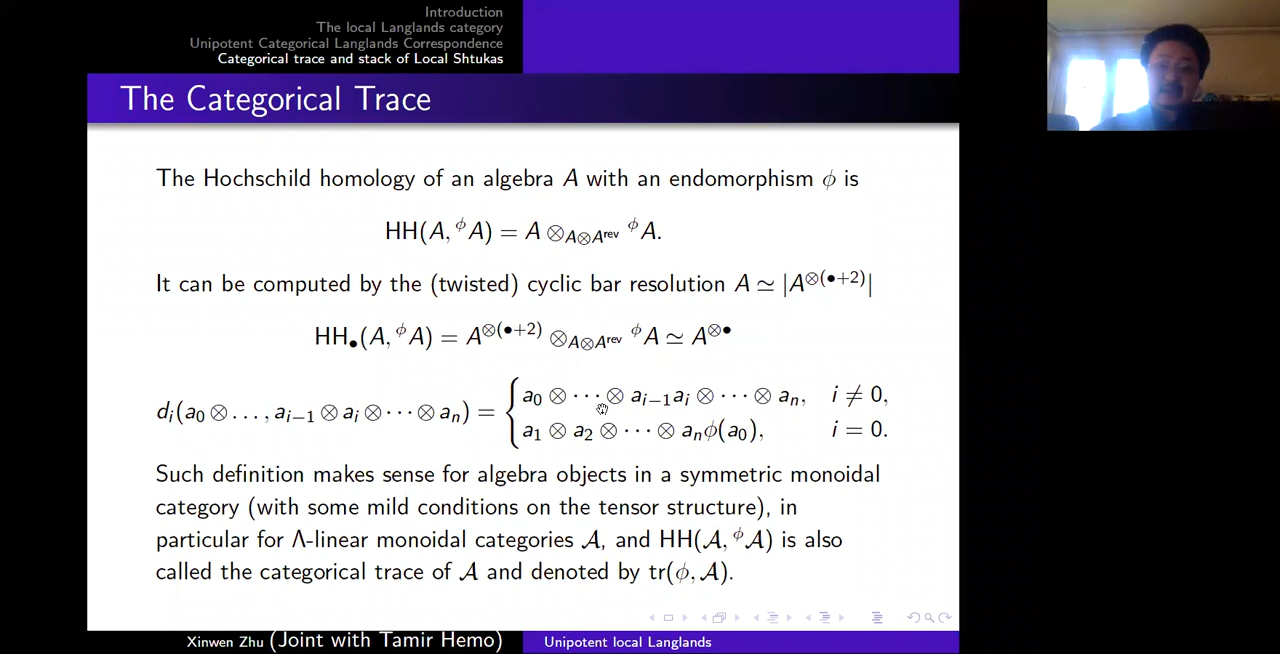 Introduction
The local Langlands category
Unipotent Categorical Langlands Correspondence
Categorical trace and stack of Local Shtukas
The Categorical Trace
The Hochschild homology of an algebra A with an endomorphism ϕ is
HH(A, ᵠA) = A ⊗_{A⊗A^{rev}} ᵠA.
It can be computed by the (twisted) cyclic bar resolution A ≃ |A^{⊗(•+2)}|
HH_•(A, ᵠA) = A^{⊗(•+2)} ⊗_{A⊗A^{rev}} ᵠA ≃ A^{⊗•}
d_i(a_0 ⊗ …, a_{i−1} ⊗ a_i ⊗ ⋯ ⊗ a_n) = { a_0 ⊗ ⋯ ⊗ a_{i−1}a_i ⊗ ⋯ ⊗ a_n, i ≠ 0,
a_1 ⊗ a_2 ⊗ ⋯ ⊗ a_nϕ(a_0), i = 0.
Such definition makes sense for algebra objects in a symmetric monoidal
category (with some mild conditions on the tensor structure), in
particular for Λ-linear monoidal categories 𝒜, and HH(𝒜, ᵠ𝒜) is also
called the categorical trace of 𝒜 and denoted by tr(ϕ, 𝒜).
Xinwen Zhu (Joint with Tamir Hemo)
Unipotent local Langlands